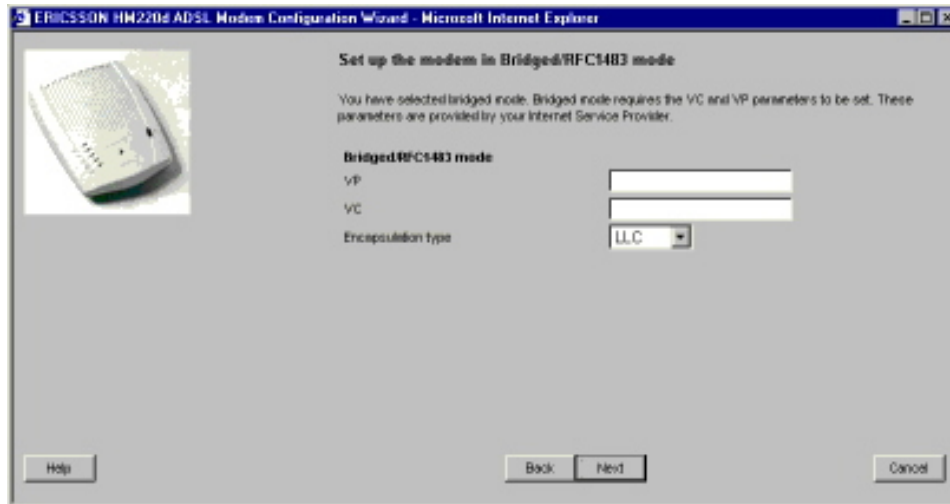 ERICSSON HM220d ADSL Modem Configuration Wizard - Microsoft Internet Explorer
Set up the modem in Bridged/RFC1483 mode
You have selected bridged mode. Bridged mode requires the VC and VP parameters to be set. These
parameters are provided by your Internet Service Provider.
Bridged/RFC1483 mode
VP
VC
Encapsulation type LLC
Help Back Next Cancel